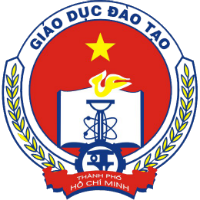 GIÁO DỤC ĐÀO TẠO
THÀNH PHỐ
HỒ CHÍ MINH